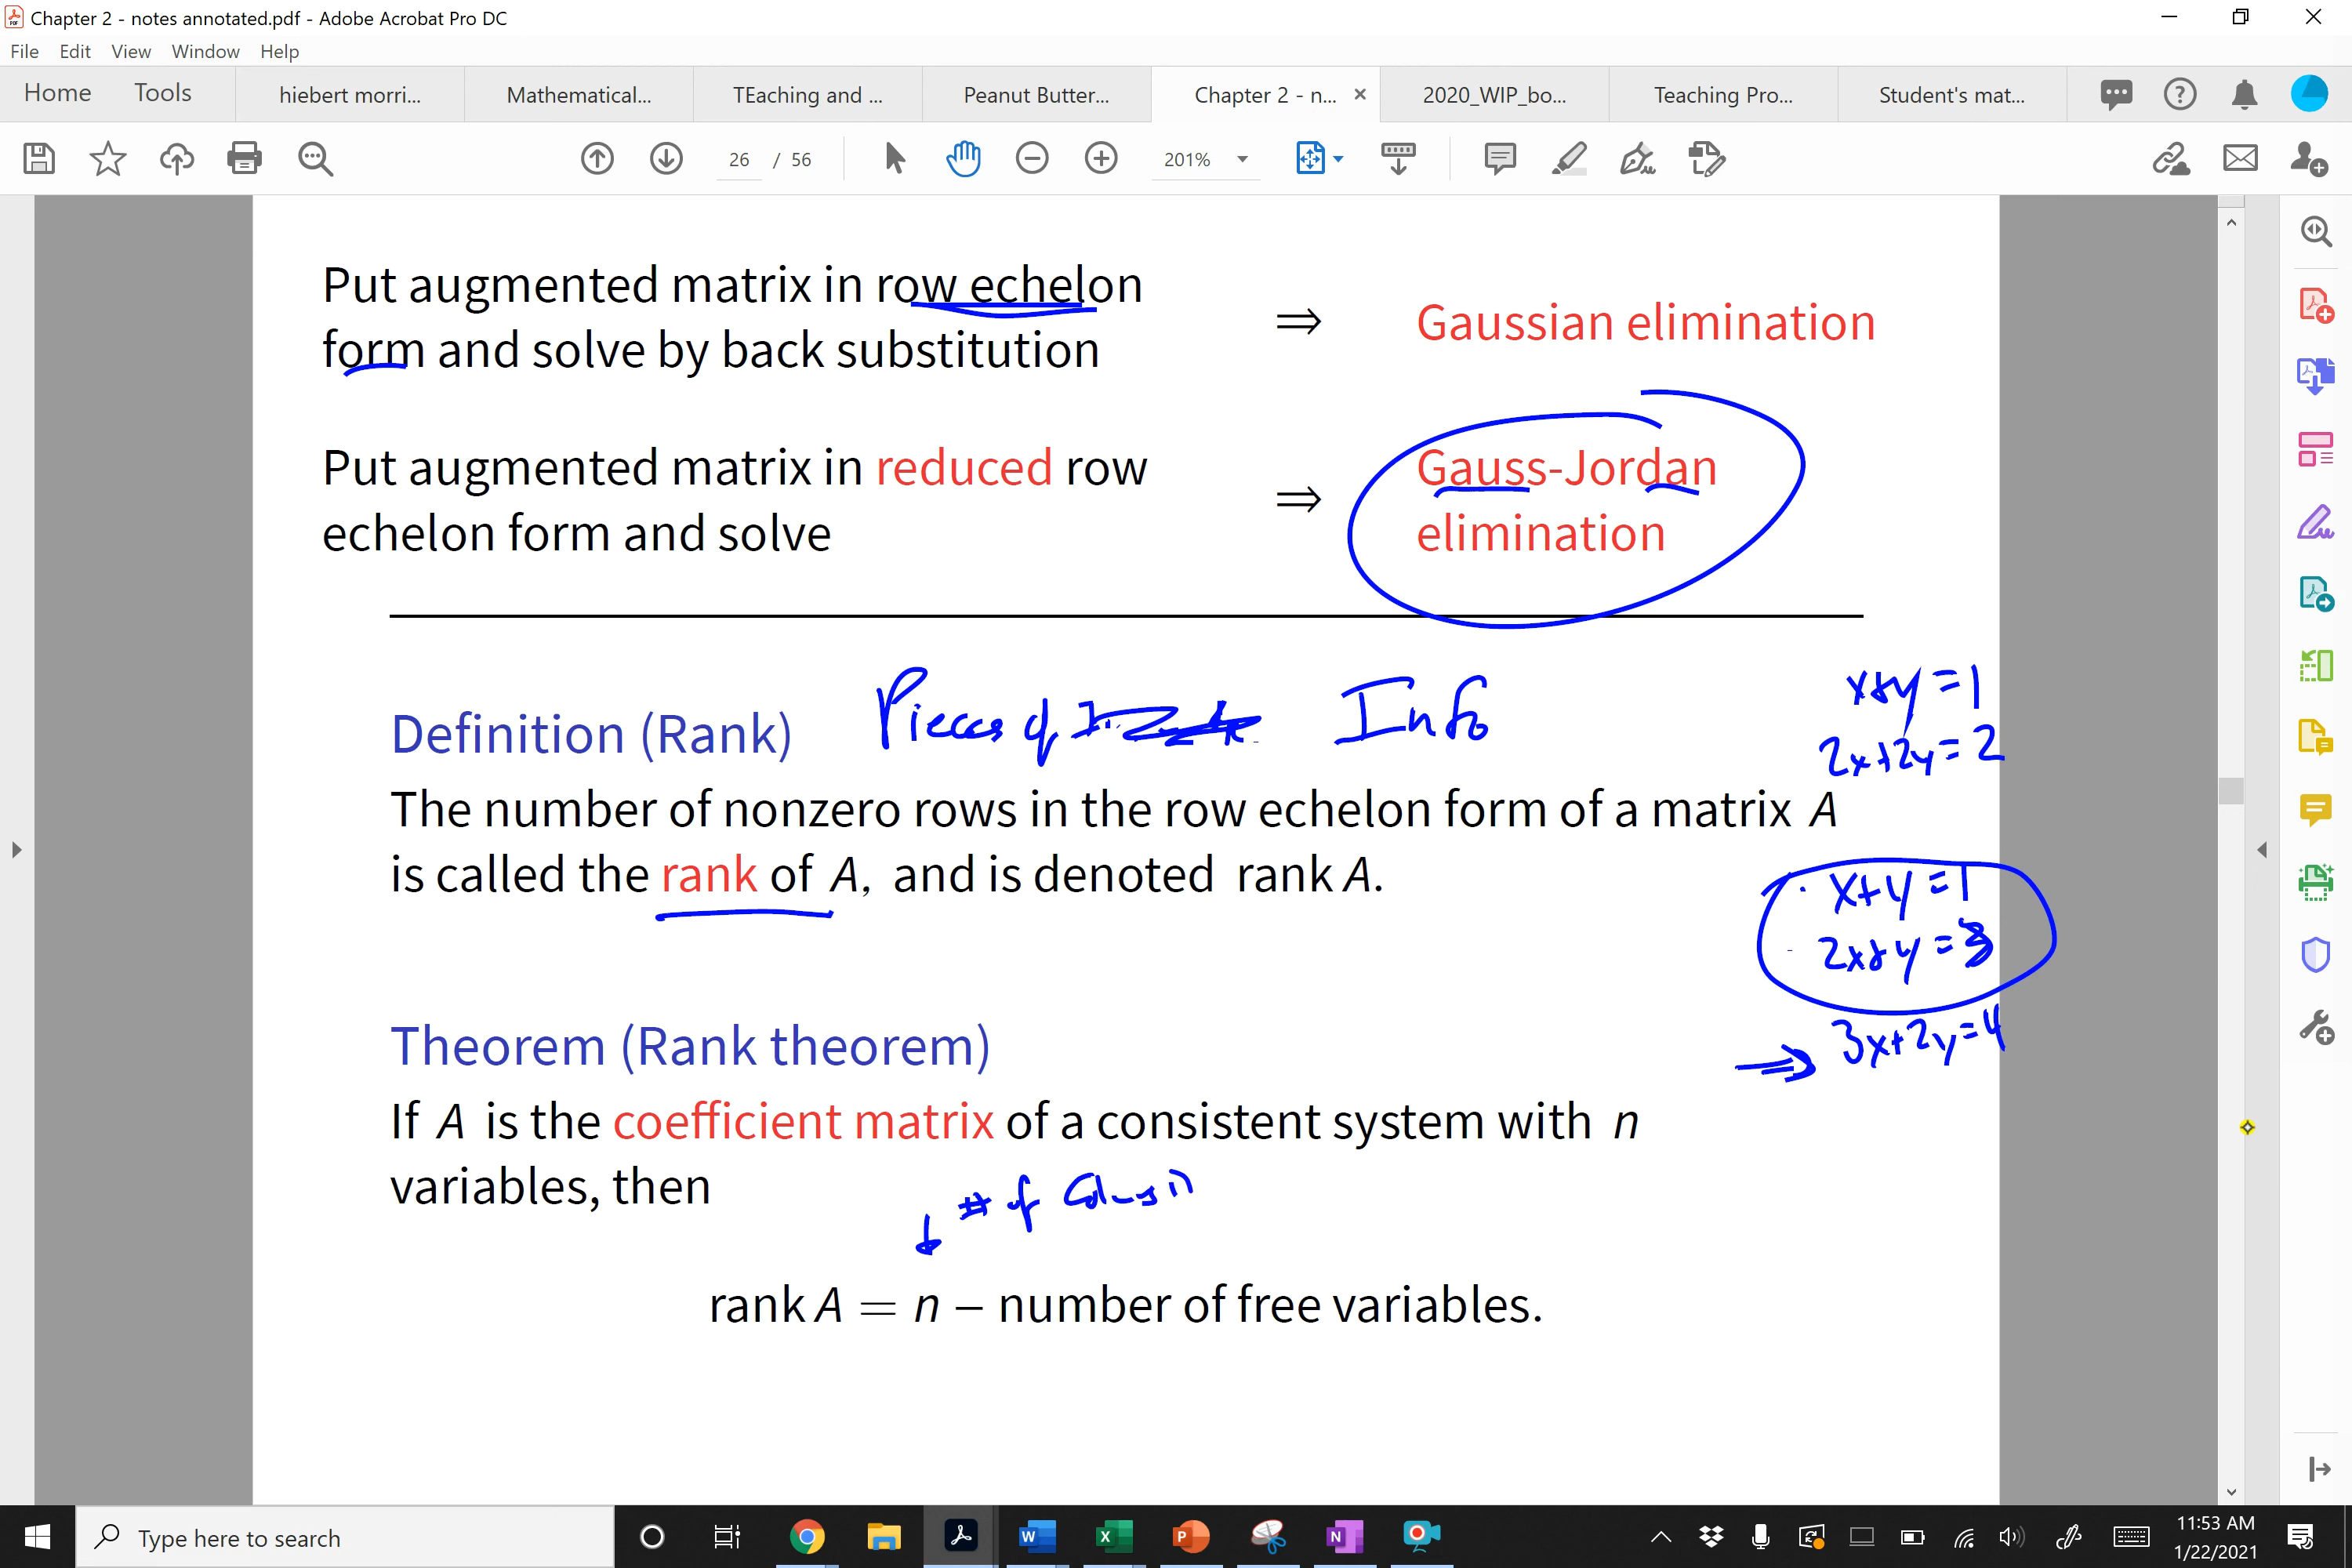 Chapter 2 - notes annotated.pdf - Adobe Acrobat Pro DC
File Edit View Window Help
Home Tools hiebert morri... Mathematical... TEaching and ... Peanut Butter... Chapter 2 - n... × 2020_WIP_bo... Teaching Pro... Student's mat...
26 / 56 201%
Put augmented matrix in row echelon
form and solve by back substitution
⇒ Gaussian elimination
Put augmented matrix in reduced row
echelon form and solve
⇒ Gauss-Jordan
elimination
Definition (Rank) Pieces of Info
x+y=1
2x+2y=2
The number of nonzero rows in the row echelon form of a matrix A
is called the rank of A, and is denoted rank A.
x+y=1
2x+y=3
⇒ 3x+2y=4
Theorem (Rank theorem)
If A is the coefficient matrix of a consistent system with n
variables, then
# of
rank A = n − number of free variables.
Type here to search
11:53 AM
1/22/2021